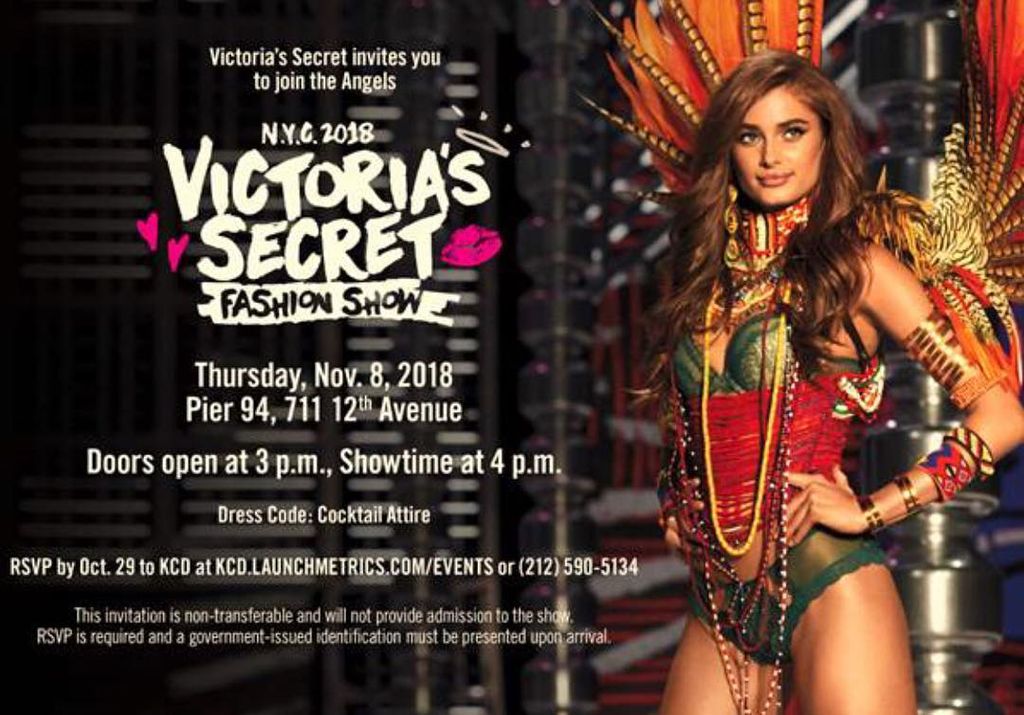 Victoria's Secret invites you
to join the Angels
N.Y.C. 2018
VICTORIA'S
SECRET
FASHION SHOW
Thursday, Nov. 8, 2018
Pier 94, 711 12th Avenue
Doors open at 3 p.m., Showtime at 4 p.m.
Dress Code: Cocktail Attire
RSVP by Oct. 29 to KCD at KCD.LAUNCHMETRICS.COM/EVENTS or (212) 590-5134
This invitation is non-transferable and will not provide admission to the show.
RSVP is required and a government-issued identification must be presented upon arrival.